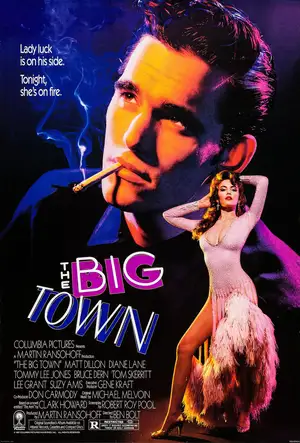 Lady luck
is on his side.
Tonight,
she's on fire.
THE
BIG
TOWN
COLUMBIA PICTURES Presents
A MARTIN RANSOHOFF Production
"THE BIG TOWN" MATT DILLON DIANE LANE
TOMMY LEE JONES BRUCE DERN TOM SKERRITT
LEE GRANT SUZY AMIS GENE KRAFT
DON CARMODY MICHAEL MELVOIN
CLARK HOWARD ROBERT ROY POOL
MARTIN RANSOHOFF BEN BOLT
R RESTRICTED